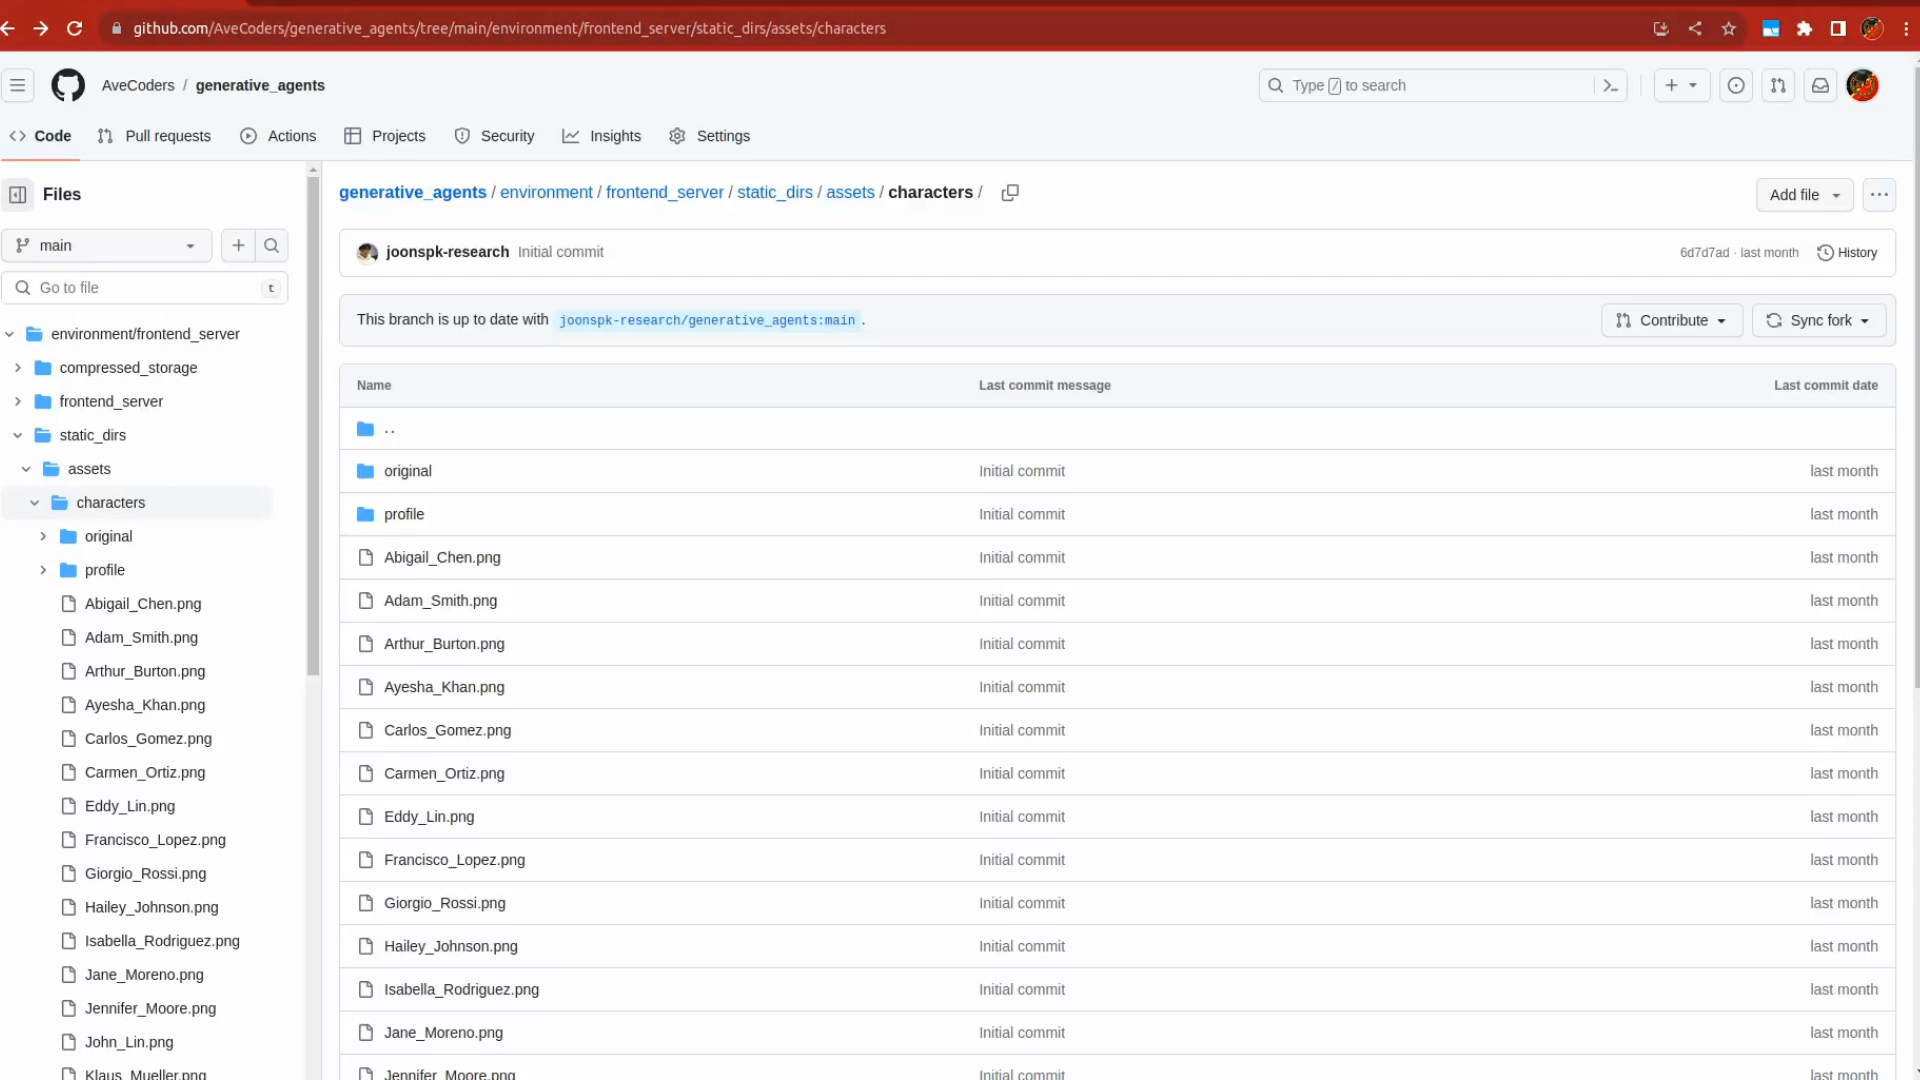 github.com/AveCoders/generative_agents/tree/main/environment/frontend_server/static_dirs/assets/characters
AveCoders / generative_agents
Type / to search
Code Pull requests Actions Projects Security Insights Settings
Files
main
Go to file t
environment/frontend_server
compressed_storage
frontend_server
static_dirs
assets
characters
original
profile
Abigail_Chen.png
Adam_Smith.png
Arthur_Burton.png
Ayesha_Khan.png
Carlos_Gomez.png
Carmen_Ortiz.png
Eddy_Lin.png
Francisco_Lopez.png
Giorgio_Rossi.png
Hailey_Johnson.png
Isabella_Rodriguez.png
Jane_Moreno.png
Jennifer_Moore.png
John_Lin.png
Klaus_Mueller.png
generative_agents / environment / frontend_server / static_dirs / assets / characters /
Add file
joonspk-research Initial commit 6d7d7ad · last month History
This branch is up to date with joonspk-research/generative_agents:main .
Contribute Sync fork
Name Last commit message Last commit date
..
original Initial commit last month
profile Initial commit last month
Abigail_Chen.png Initial commit last month
Adam_Smith.png Initial commit last month
Arthur_Burton.png Initial commit last month
Ayesha_Khan.png Initial commit last month
Carlos_Gomez.png Initial commit last month
Carmen_Ortiz.png Initial commit last month
Eddy_Lin.png Initial commit last month
Francisco_Lopez.png Initial commit last month
Giorgio_Rossi.png Initial commit last month
Hailey_Johnson.png Initial commit last month
Isabella_Rodriguez.png Initial commit last month
Jane_Moreno.png Initial commit last month
Jennifer_Moore.png Initial commit last month